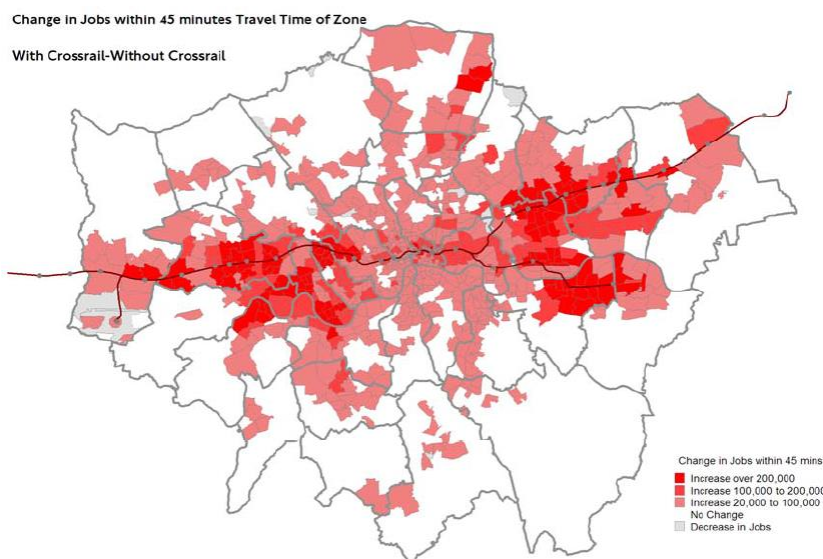 Change in Jobs within 45 minutes Travel Time of Zone
With Crossrail-Without Crossrail
Change in Jobs within 45 mins
Increase over 200,000
Increase 100,000 to 200,000
Increase 20,000 to 100,000
No Change
Decrease in Jobs